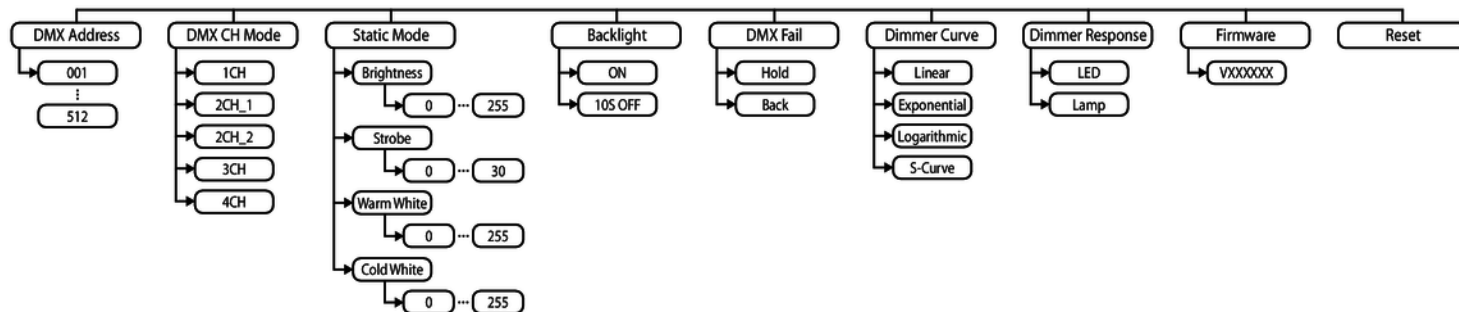 DMX Address
001
⋮
512
DMX CH Mode
1CH
2CH_1
2CH_2
3CH
4CH
Static Mode
Brightness
0 ... 255
Strobe
0 ... 30
Warm White
0 ... 255
Cold White
0 ... 255
Backlight
ON
10S OFF
DMX Fail
Hold
Back
Dimmer Curve
Linear
Exponential
Logarithmic
S-Curve
Dimmer Response
LED
Lamp
Firmware
VXXXXXX
Reset